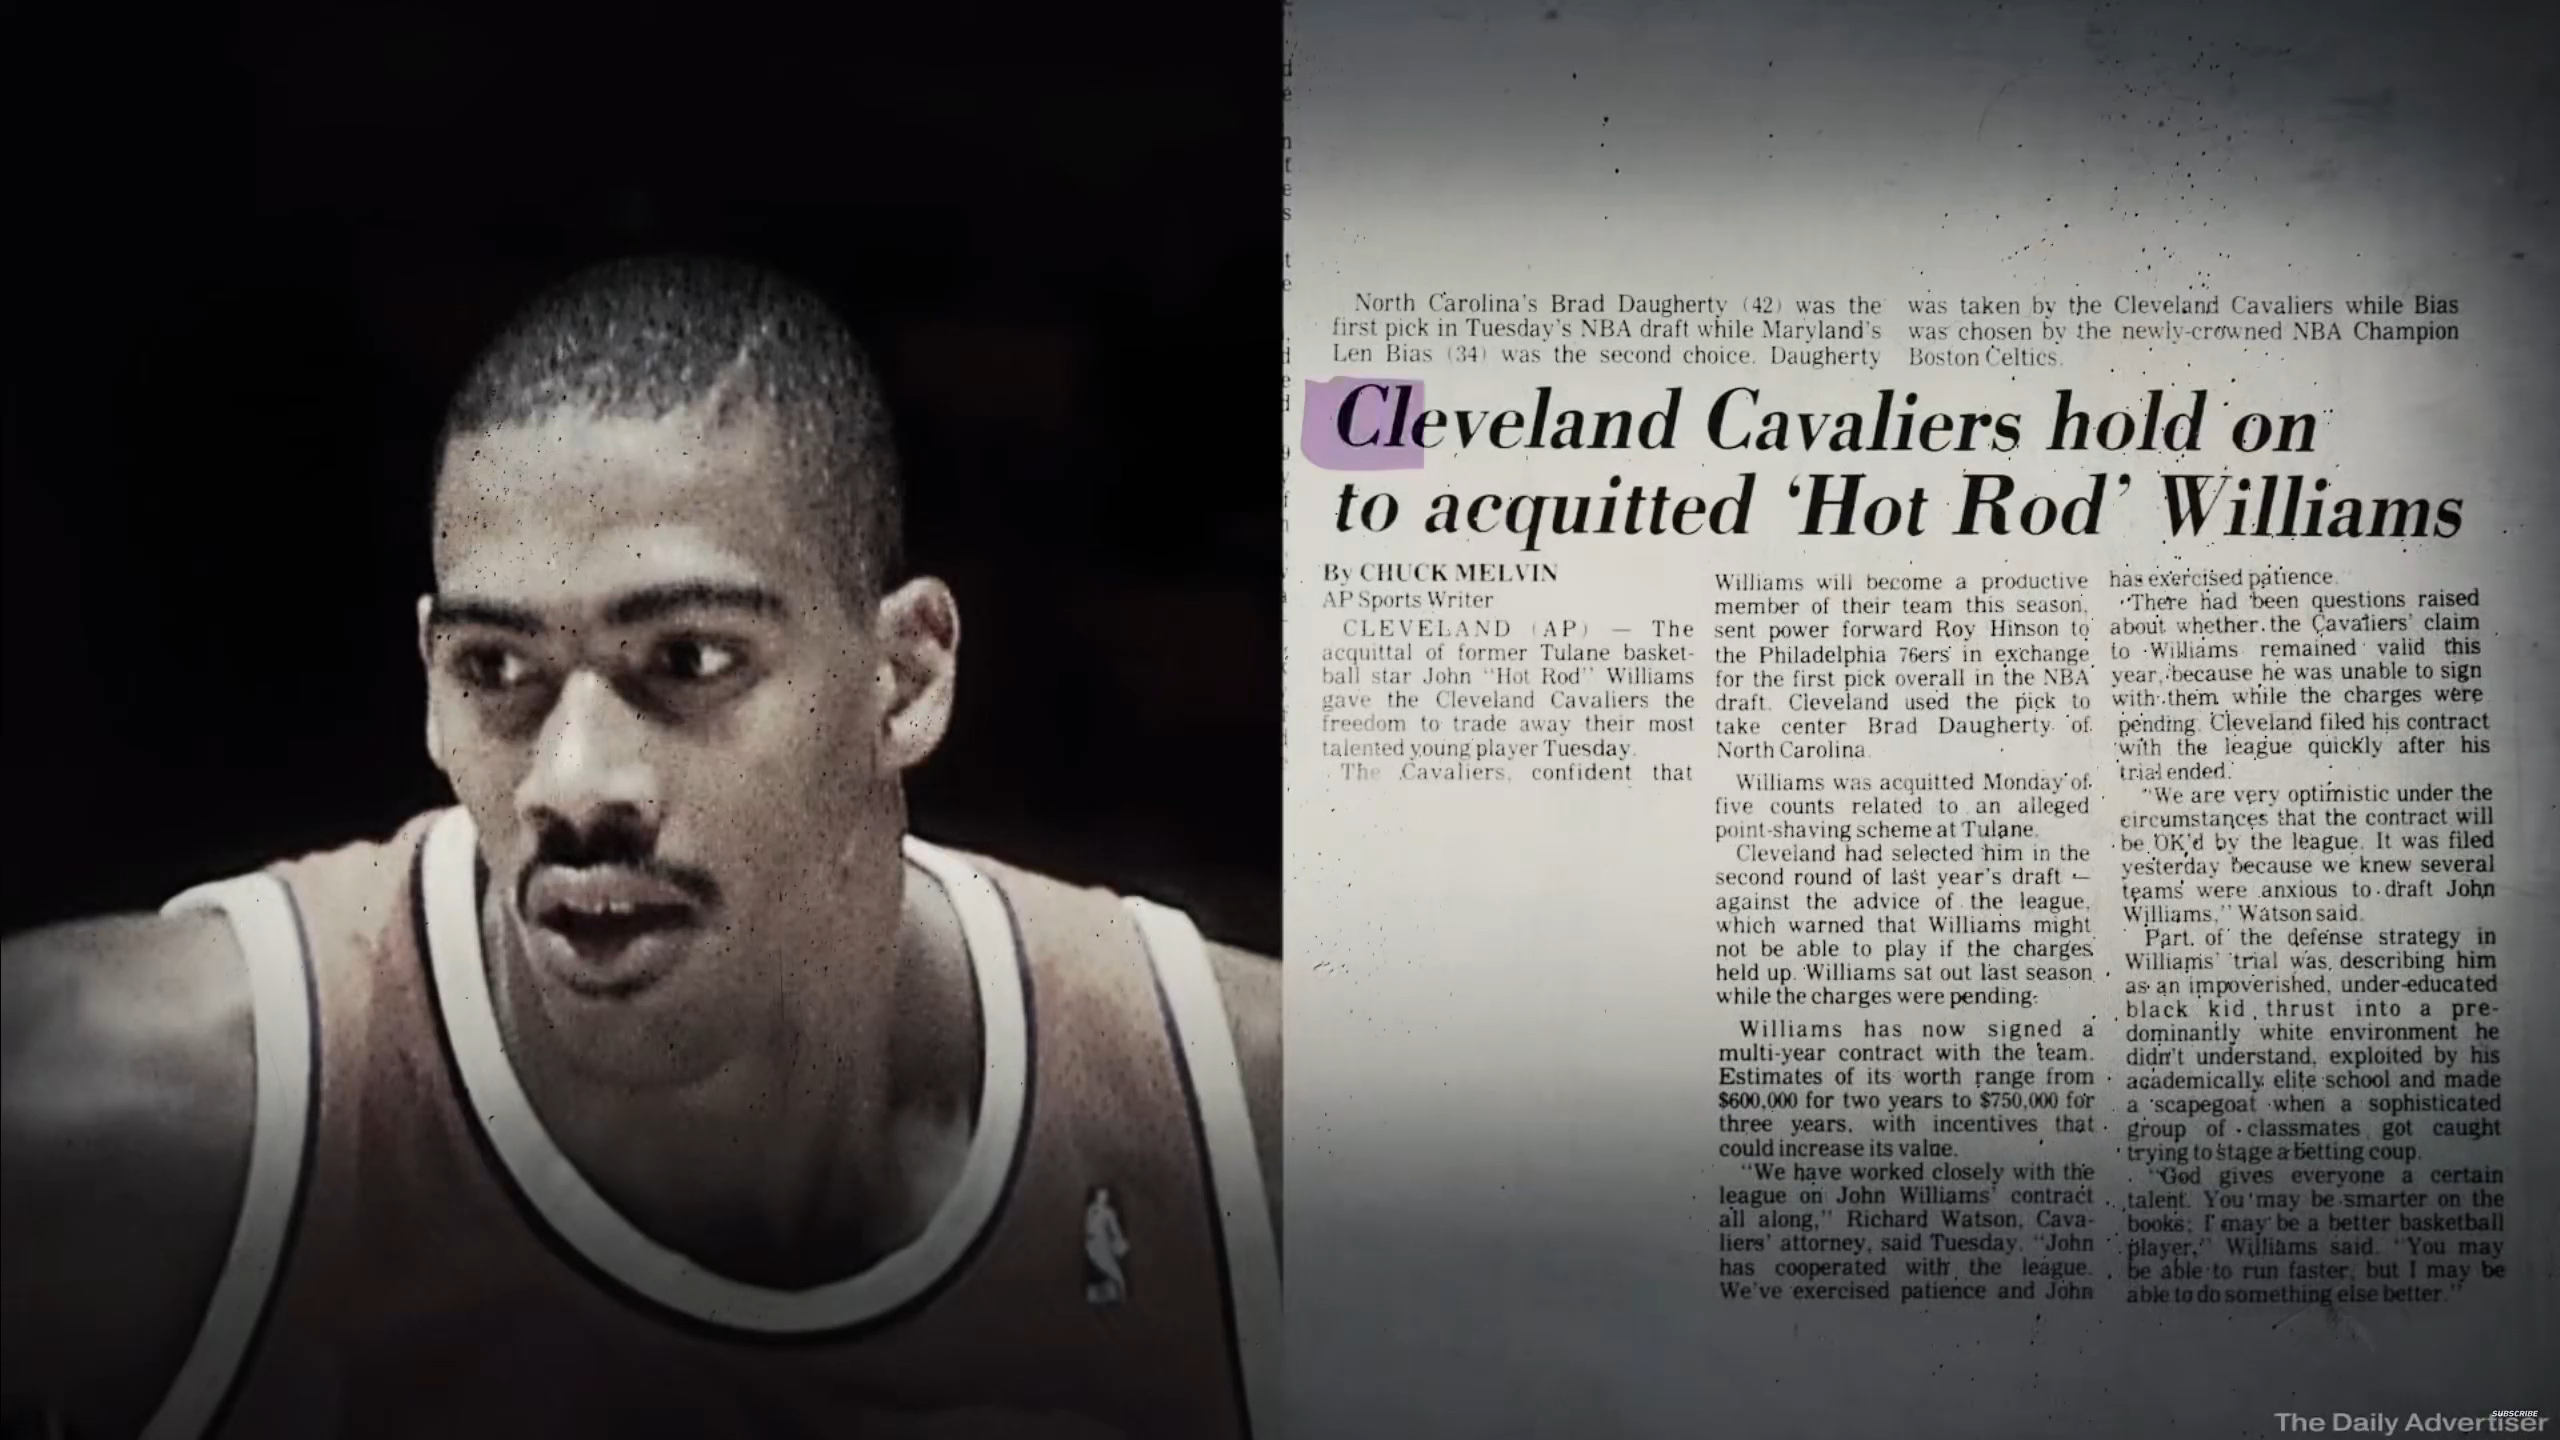 North Carolina's Brad Daugherty (42) was the
first pick in Tuesday's NBA draft while Maryland's
Len Bias (34) was the second choice. Daugherty
was taken by the Cleveland Cavaliers while Bias
was chosen by the newly-crowned NBA Champion
Boston Celtics.
Cleveland Cavaliers hold on
to acquitted 'Hot Rod' Williams
By CHUCK MELVIN
AP Sports Writer
CLEVELAND (AP) — The
acquittal of former Tulane basket-
ball star John "Hot Rod" Williams
gave the Cleveland Cavaliers the
freedom to trade away their most
talented young player Tuesday.
The Cavaliers, confident that
Williams will become a productive
member of their team this season,
sent power forward Roy Hinson to
the Philadelphia 76ers in exchange
for the first pick overall in the NBA
draft. Cleveland used the pick to
take center Brad Daugherty of
North Carolina.
Williams was acquitted Monday of
five counts related to an alleged
point-shaving scheme at Tulane.
Cleveland had selected him in the
second round of last year's draft —
against the advice of the league,
which warned that Williams might
not be able to play if the charges
held up. Williams sat out last season
while the charges were pending.
Williams has now signed a
multi-year contract with the team.
Estimates of its worth range from
$600,000 for two years to $750,000 for
three years, with incentives that
could increase its value.
"We have worked closely with the
league on John Williams' contract
all along," Richard Watson, Cava-
liers' attorney, said Tuesday. "John
has cooperated with the league.
We've exercised patience and John
has exercised patience.
"There had been questions raised
about whether the Cavaliers' claim
to Williams remained valid this
year, because he was unable to sign
with them while the charges were
pending. Cleveland filed his contract
with the league quickly after his
trial ended.
"We are very optimistic under the
circumstances that the contract will
be OK'd by the league. It was filed
yesterday because we knew several
teams were anxious to draft John
Williams," Watson said.
Part of the defense strategy in
Williams' trial was describing him
as an impoverished, under-educated
black kid thrust into a pre-
dominantly white environment he
didn't understand, exploited by his
academically elite school and made
a scapegoat when a sophisticated
group of classmates got caught
trying to stage a betting coup.
"God gives everyone a certain
talent. You may be smarter on the
books; I may be a better basketball
player," Williams said. "You may
be able to run faster, but I may be
able to do something else better."
SUBSCRIBE
The Daily Advertiser